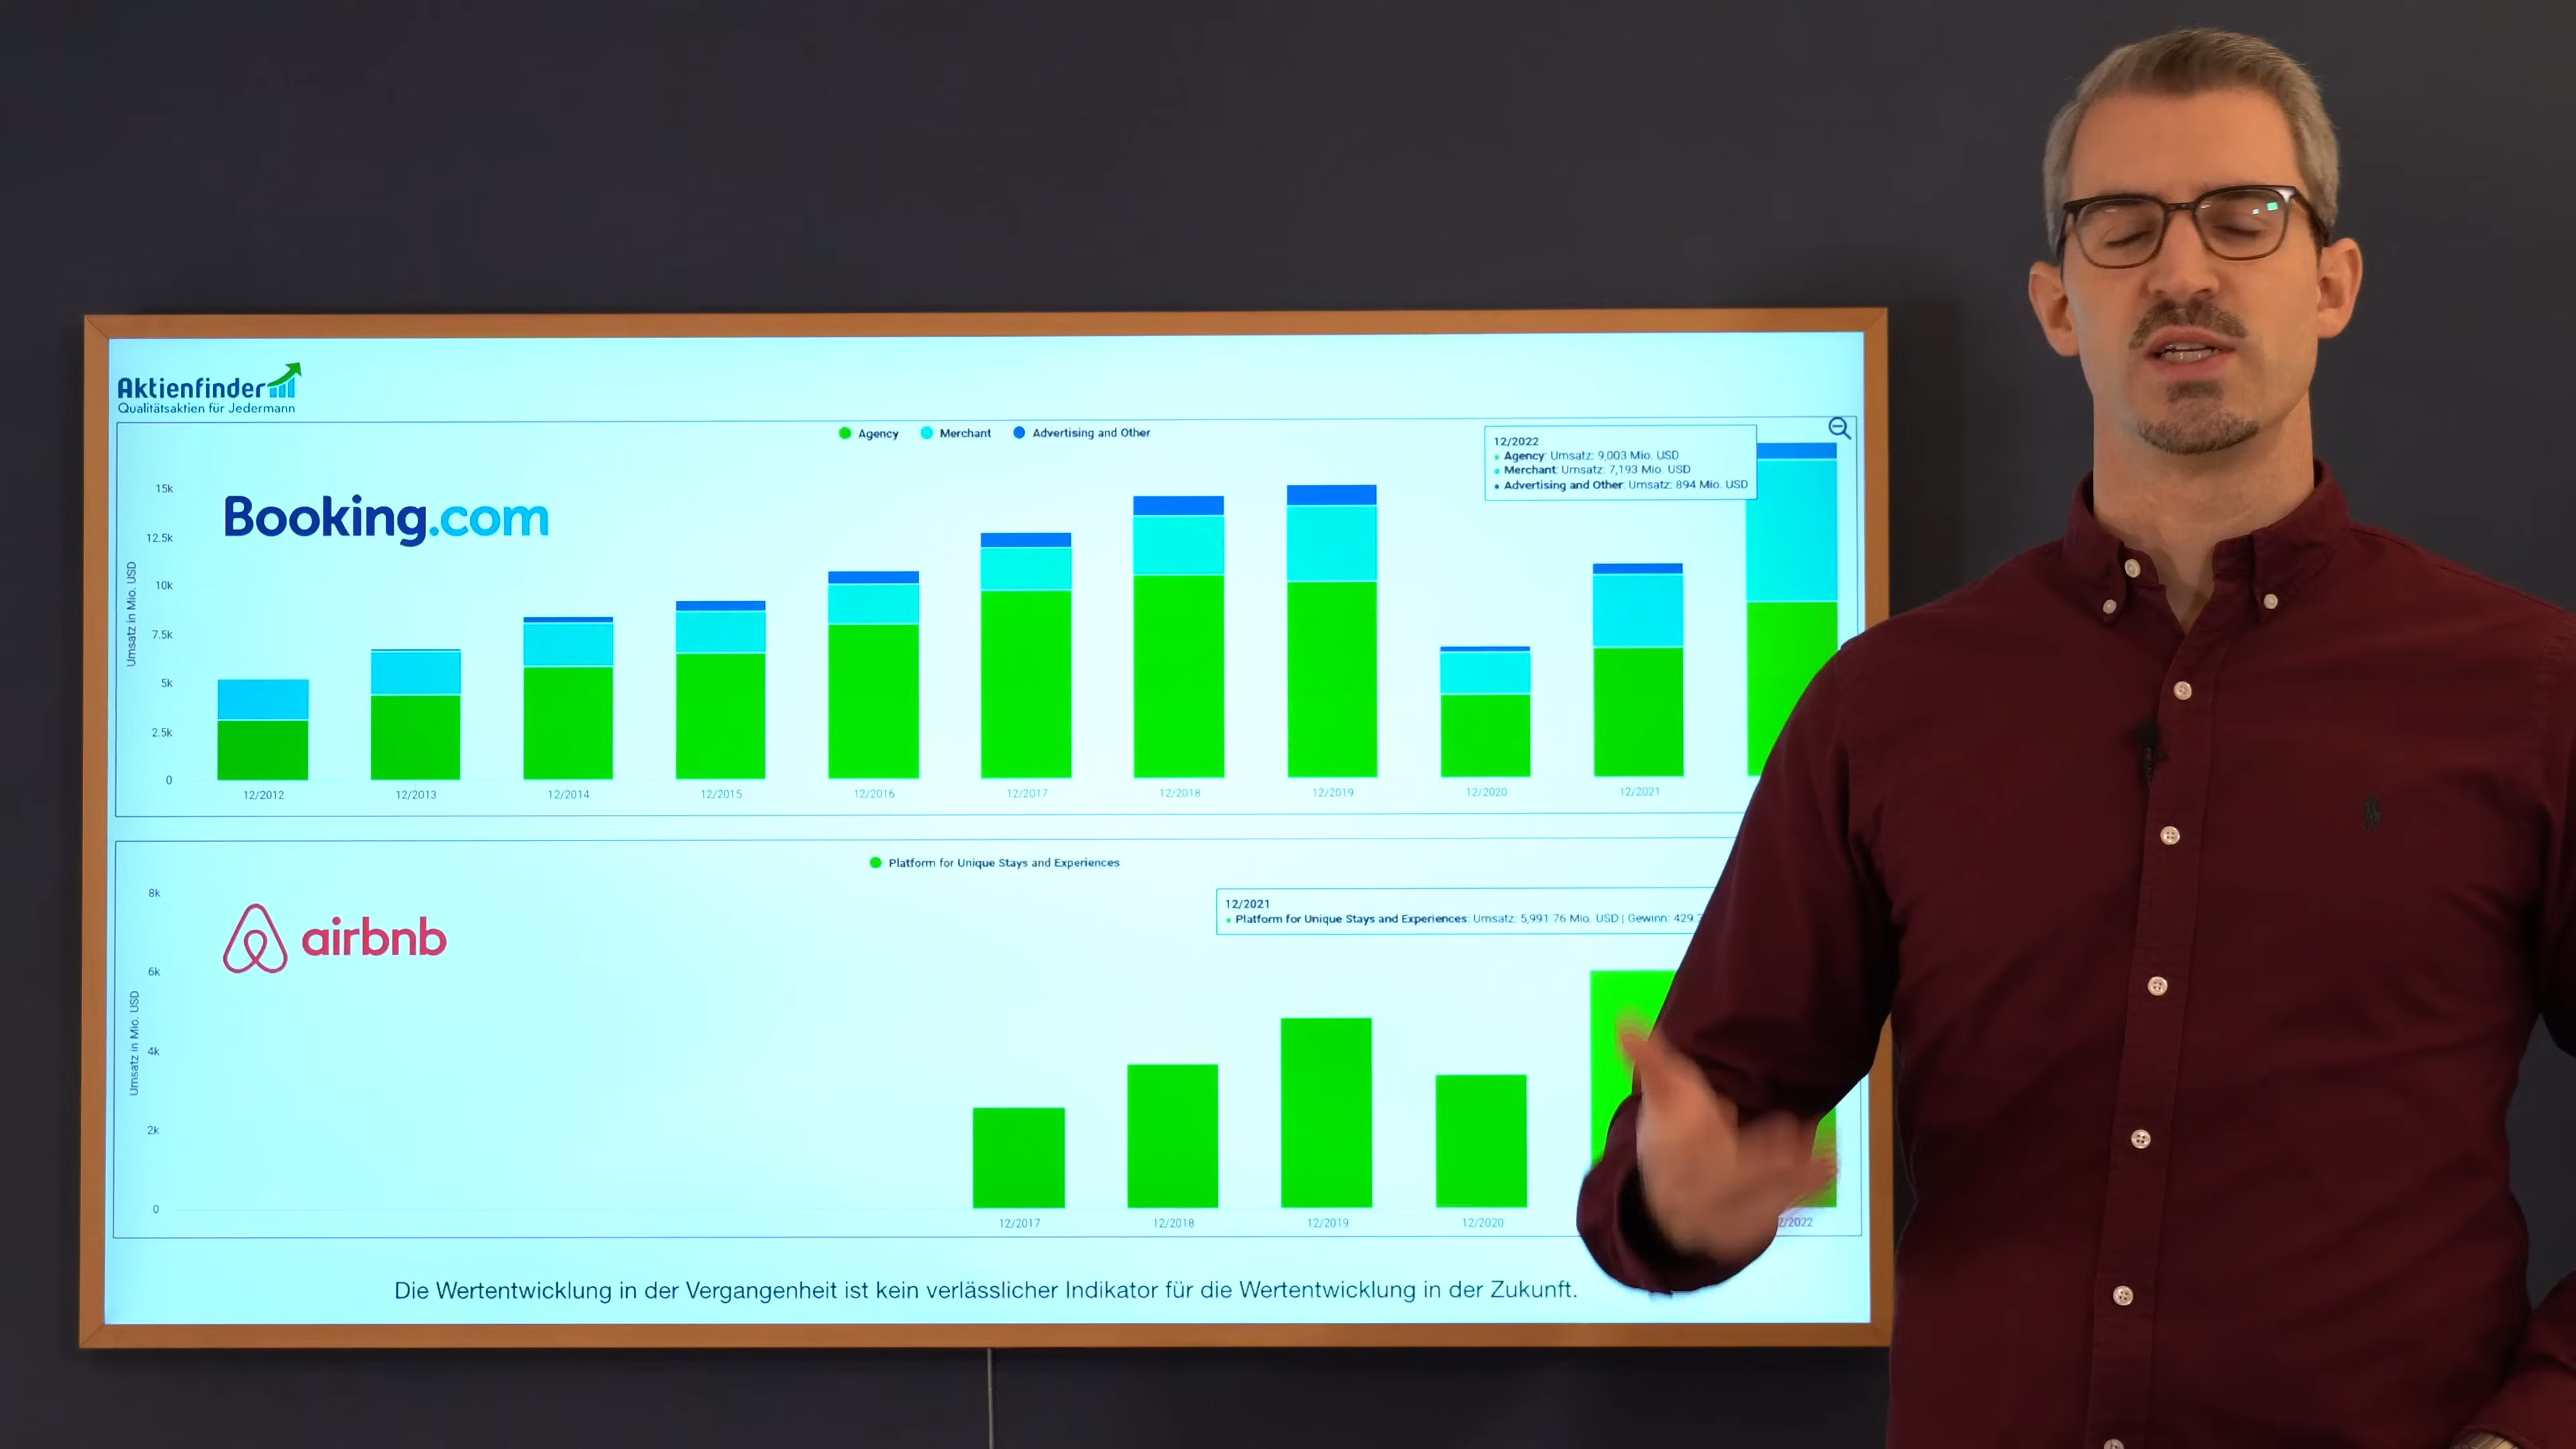 Aktienfinder
Qualitätsaktien für Jedermann
Agency
Merchant
Advertising and Other
12/2022
Agency: Umsatz: 9,003 Mio. USD
Merchant: Umsatz: 7,193 Mio. USD
Advertising and Other: Umsatz: 894 Mio. USD
Booking.com
Umsatz in Mio. USD
15k
12.5k
10k
7.5k
5k
2.5k
0
12/2012
12/2013
12/2014
12/2015
12/2016
12/2017
12/2018
12/2019
12/2020
12/2021
Platform for Unique Stays and Experiences
12/2021
Platform for Unique Stays and Experiences: Umsatz: 5,991.76 Mio. USD | Gewinn: 429
airbnb
Umsatz in Mio. USD
8k
6k
4k
2k
0
12/2017
12/2018
12/2019
12/2020
2/2022
Die Wertentwicklung in der Vergangenheit ist kein verlässlicher Indikator für die Wertentwicklung in der Zukunft.